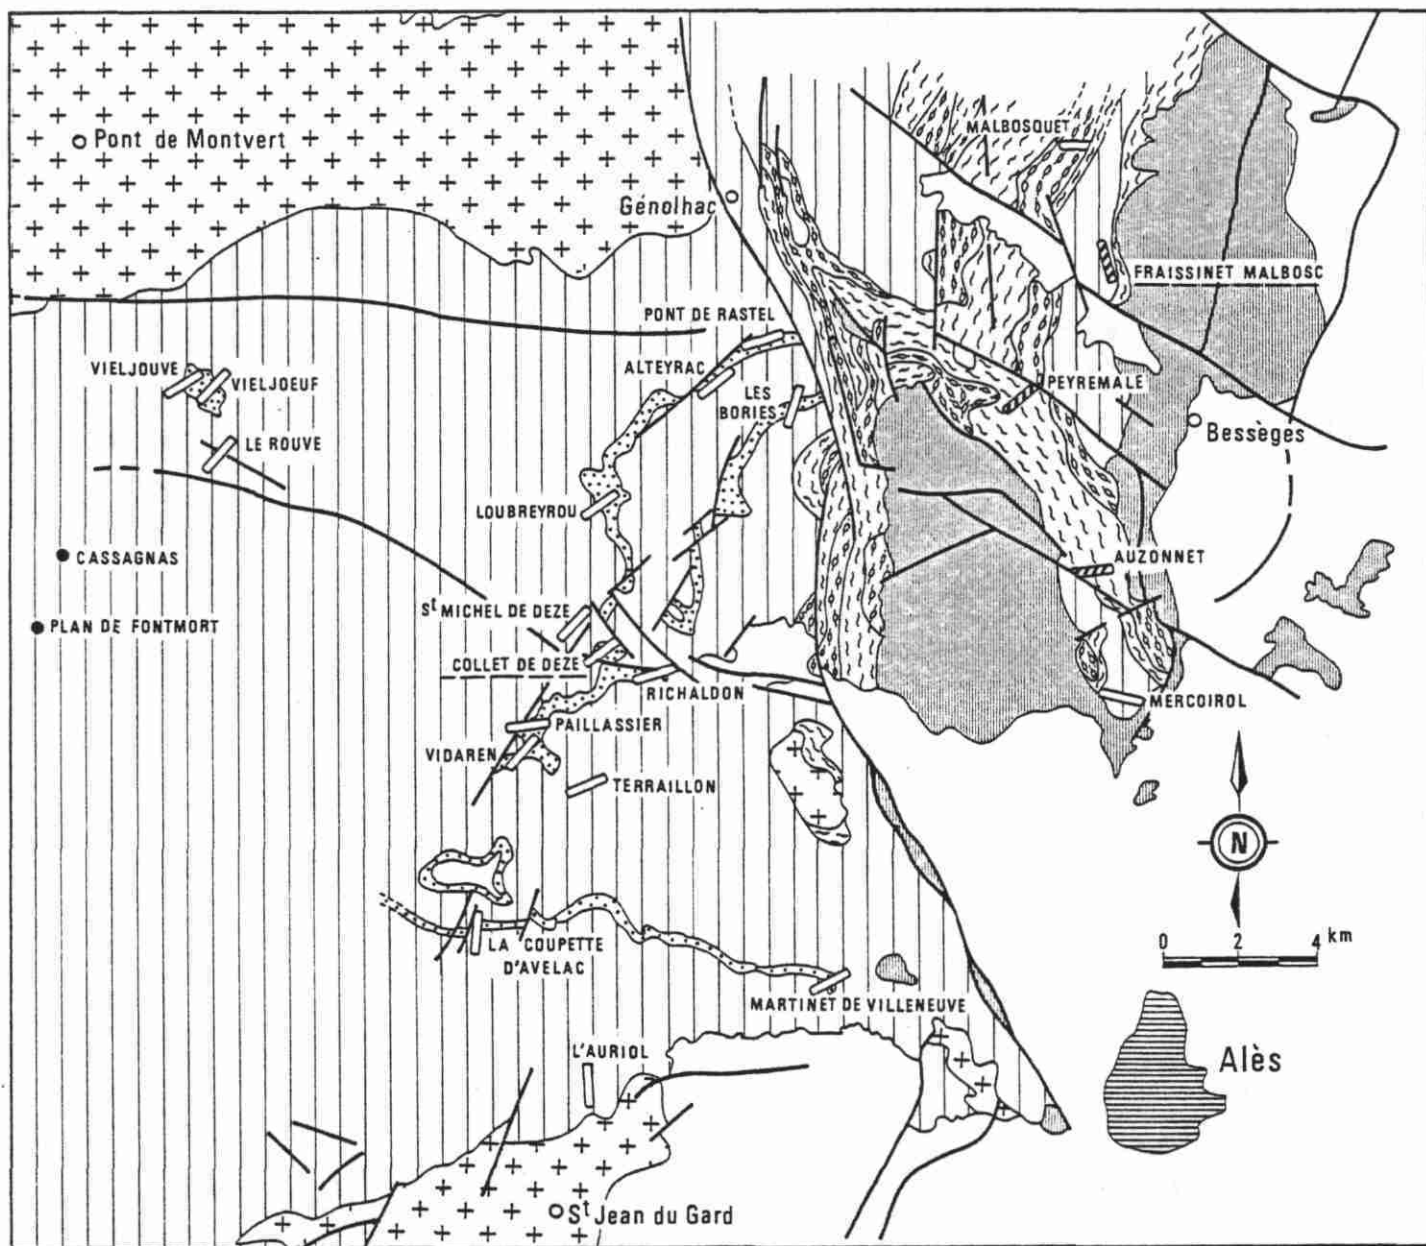 Pont de Montvert
Génolhac
MALBOSQUET
FRAISSINET MALBOSC
PONT DE RASTEL
VIELJOUVE
VIELJOEUF
ALTEYRAC
LES
BORIES
PEYREMALE
Bessèges
LE ROUVE
LOUBREYROU
CASSAGNAS
AUZONNET
PLAN DE FONTMORT
St MICHEL DE DEZE
COLLET DE DEZE
RICHALDON
MERCOIROL
PAILLASSIER
VIDAREN
TERRAILLON
N
LA COUPETTE
D'AVELAC
0 2 4 km
MARTINET DE VILLENEUVE
L'AURIOL
Alès
St Jean du Gard